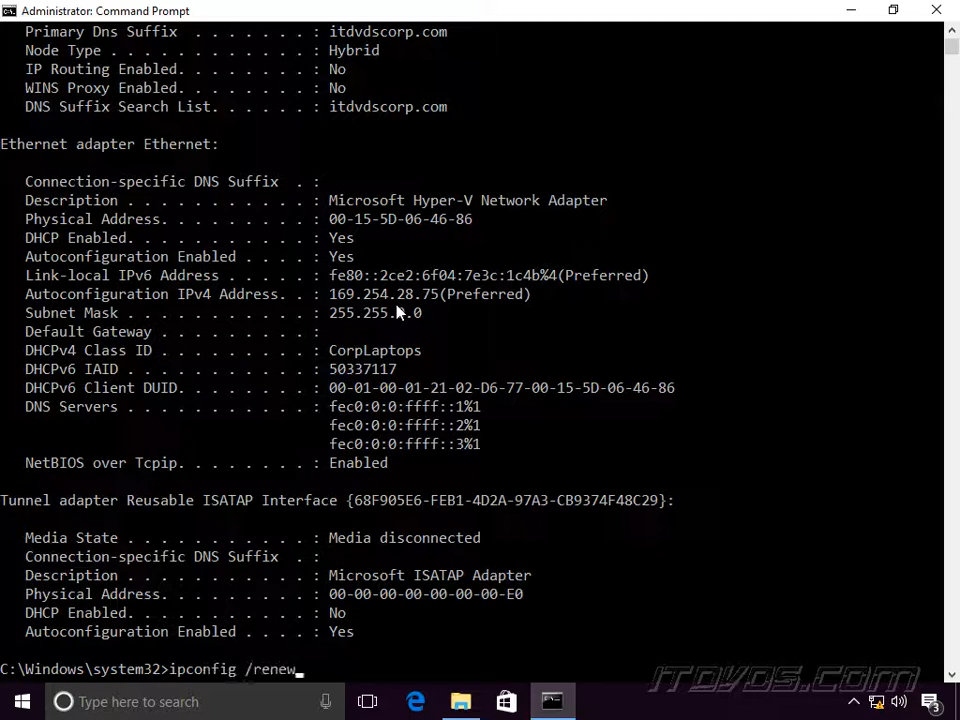 Administrator: Command Prompt
Primary Dns Suffix . . . . . . . : itdvdscorp.com
Node Type . . . . . . . . . . . . : Hybrid
IP Routing Enabled. . . . . . . . : No
WINS Proxy Enabled. . . . . . . . : No
DNS Suffix Search List. . . . . . : itdvdscorp.com
Ethernet adapter Ethernet:
Connection-specific DNS Suffix . :
Description . . . . . . . . . . . : Microsoft Hyper-V Network Adapter
Physical Address. . . . . . . . . : 00-15-5D-06-46-86
DHCP Enabled. . . . . . . . . . . : Yes
Autoconfiguration Enabled . . . . : Yes
Link-local IPv6 Address . . . . . : fe80::2ce2:6f04:7e3c:1c4b%4(Preferred)
Autoconfiguration IPv4 Address. . : 169.254.28.75(Preferred)
Subnet Mask . . . . . . . . . . . : 255.255. .0
Default Gateway . . . . . . . . . :
DHCPv4 Class ID . . . . . . . . . : CorpLaptops
DHCPv6 IAID . . . . . . . . . . . : 50337117
DHCPv6 Client DUID. . . . . . . . : 00-01-00-01-21-02-D6-77-00-15-5D-06-46-86
DNS Servers . . . . . . . . . . . : fec0:0:0:ffff::1%1
fec0:0:0:ffff::2%1
fec0:0:0:ffff::3%1
NetBIOS over Tcpip. . . . . . . . : Enabled
Tunnel adapter Reusable ISATAP Interface {68F905E6-FEB1-4D2A-97A3-CB9374F48C29}:
Media State . . . . . . . . . . . : Media disconnected
Connection-specific DNS Suffix . :
Description . . . . . . . . . . . : Microsoft ISATAP Adapter
Physical Address. . . . . . . . . : 00-00-00-00-00-00-00-E0
DHCP Enabled. . . . . . . . . . . : No
Autoconfiguration Enabled . . . . : Yes
C:\Windows\system32>ipconfig /renew_
ITDVDS.com
Type here to search
3